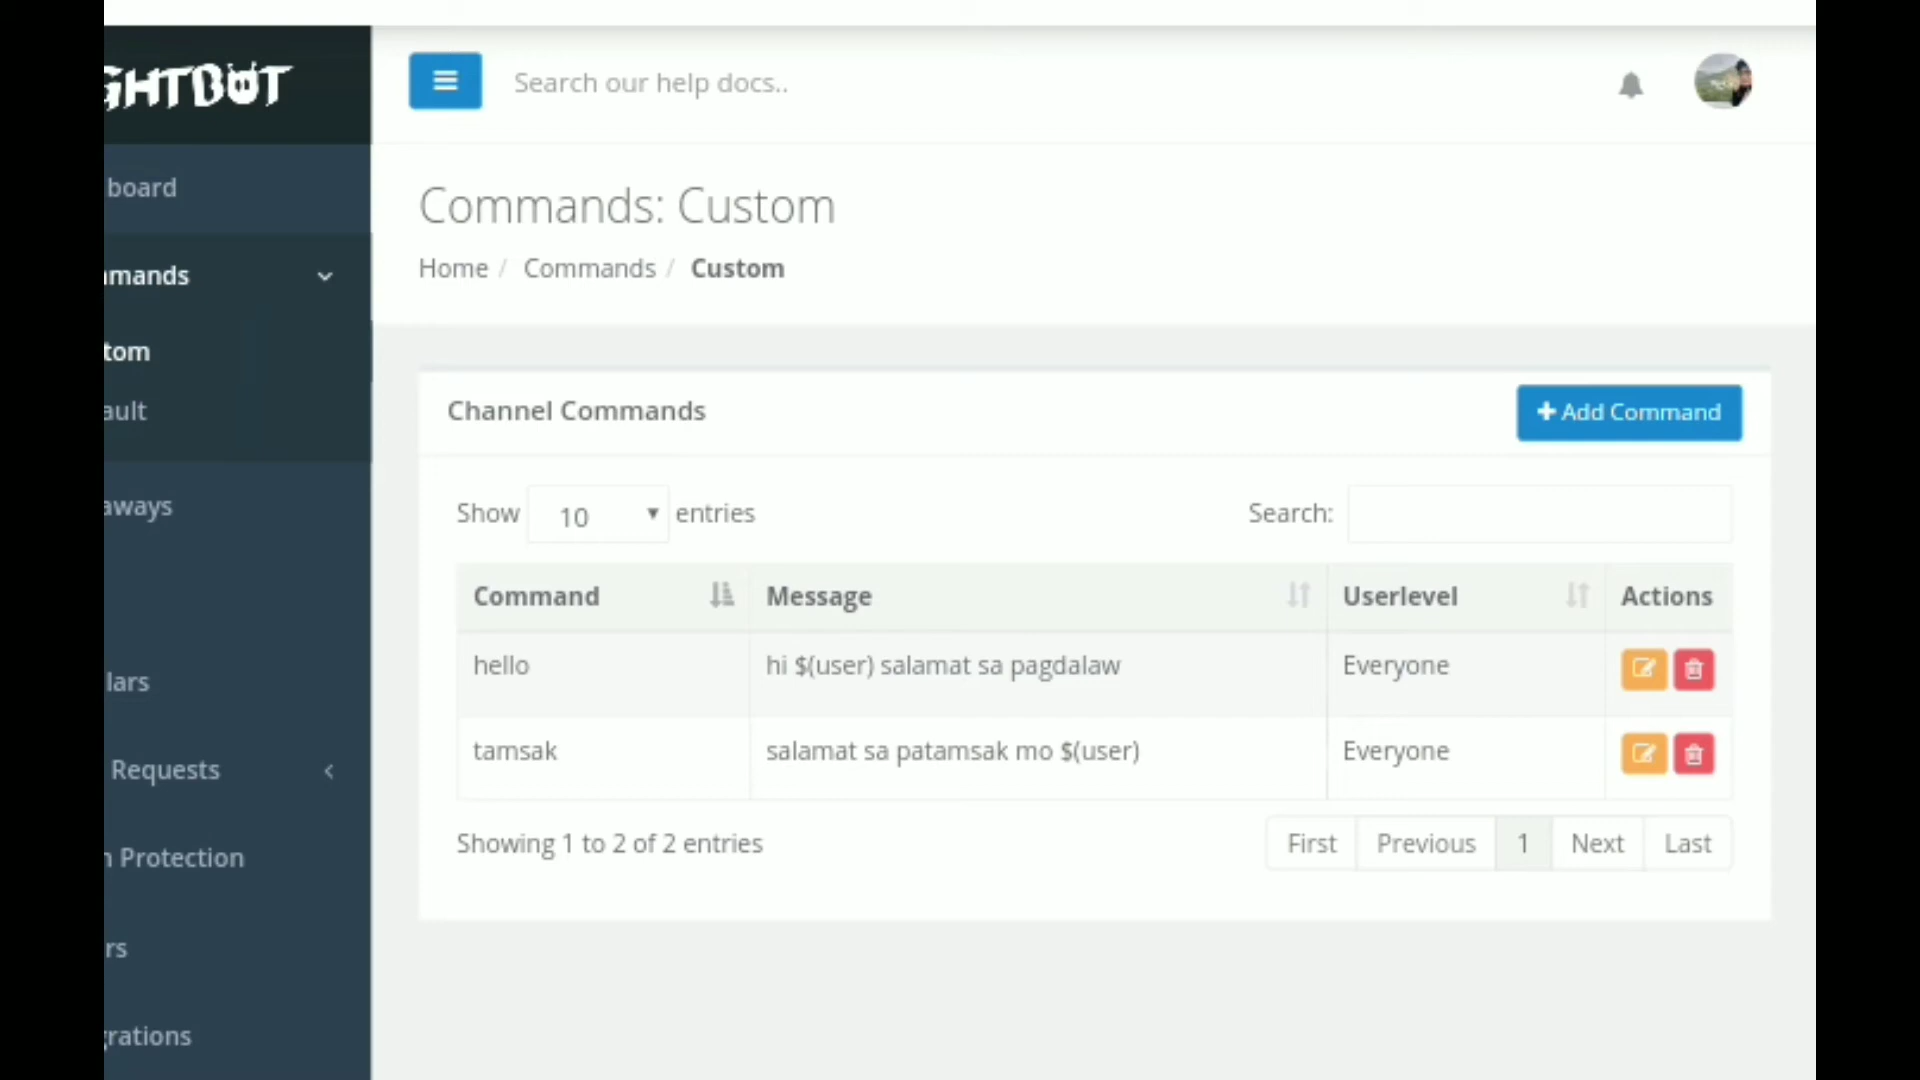 GHTBOT
Search our help docs..
board
mmands
tom
ault
aways
lars
Requests
Protection
rs
grations
Commands: Custom
Home / Commands / Custom
Channel Commands
Add Command
Show 10 entries
Search:
Command Message Userlevel Actions
hello hi $(user) salamat sa pagdalaw Everyone
tamsak salamat sa patamsak mo $(user) Everyone
Showing 1 to 2 of 2 entries
First Previous 1 Next Last